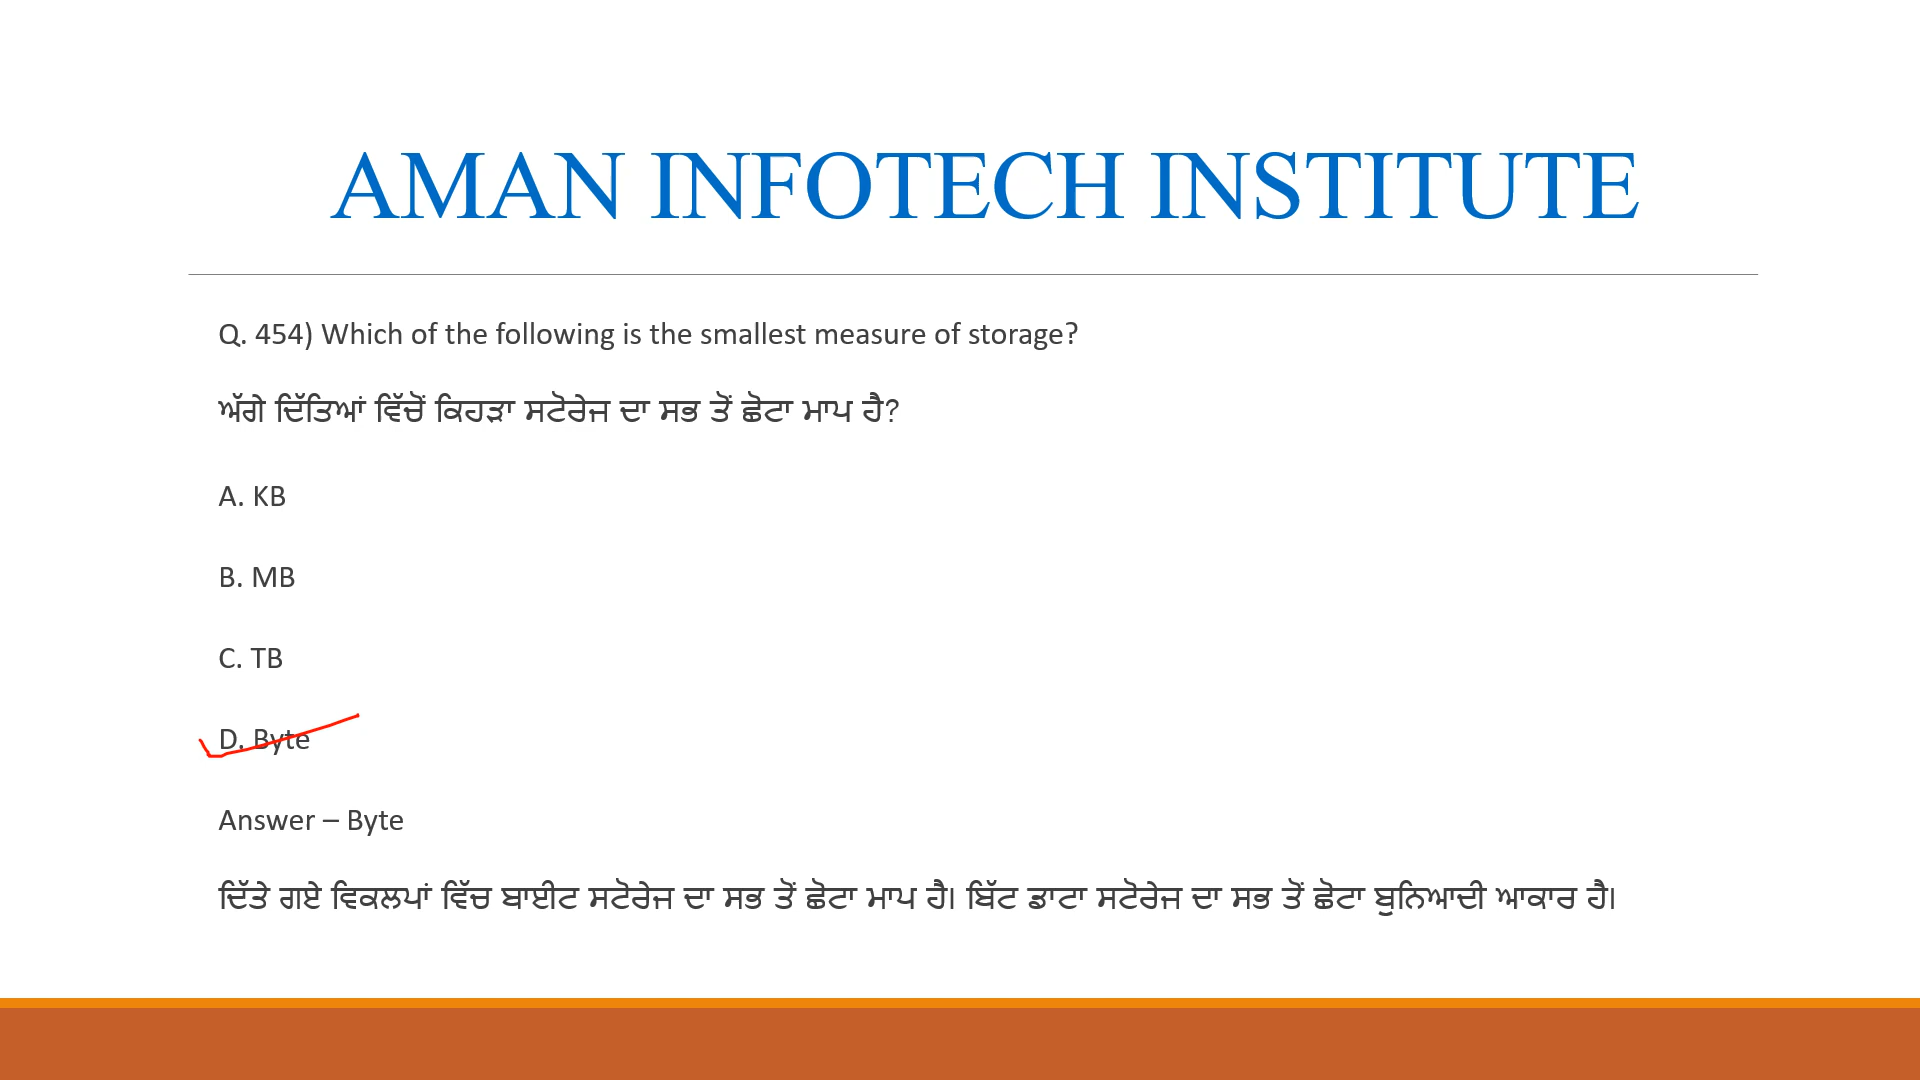 AMAN INFOTECH INSTITUTE
Q. 454) Which of the following is the smallest measure of storage?
ਅੱਗੇ ਦਿੱਤਿਆਂ ਵਿੱਚੋਂ ਕਿਹੜਾ ਸਟੋਰੇਜ ਦਾ ਸਭ ਤੋਂ ਛੋਟਾ ਮਾਪ ਹੈ?
A. KB
B. MB
C. TB
D. Byte
Answer – Byte
ਦਿੱਤੇ ਗਏ ਵਿਕਲਪਾਂ ਵਿੱਚ ਬਾਈਟ ਸਟੋਰੇਜ ਦਾ ਸਭ ਤੋਂ ਛੋਟਾ ਮਾਪ ਹੈ। ਬਿੱਟ ਡਾਟਾ ਸਟੋਰੇਜ ਦਾ ਸਭ ਤੋਂ ਛੋਟਾ ਬੁਨਿਆਦੀ ਆਕਾਰ ਹੈ।